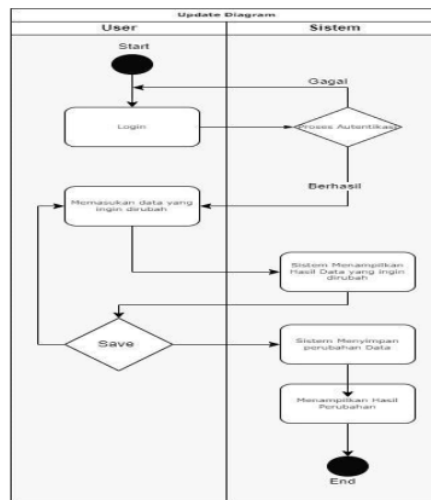 Update Diagram
User
Sistem
Start
Gagal
Login
Proses Autentikasi
Berhasil
Memasukan data yang
ingin dirubah
Sistem Menampilkan
Hasil Data yang ingin
dirubah
Save
Sistem Menyimpan
perubahan Data
Menampilkan Hasil
Perubahan
End